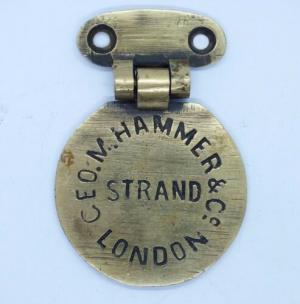 GEO. M. HAMMER & Co.
STRAND
LONDON